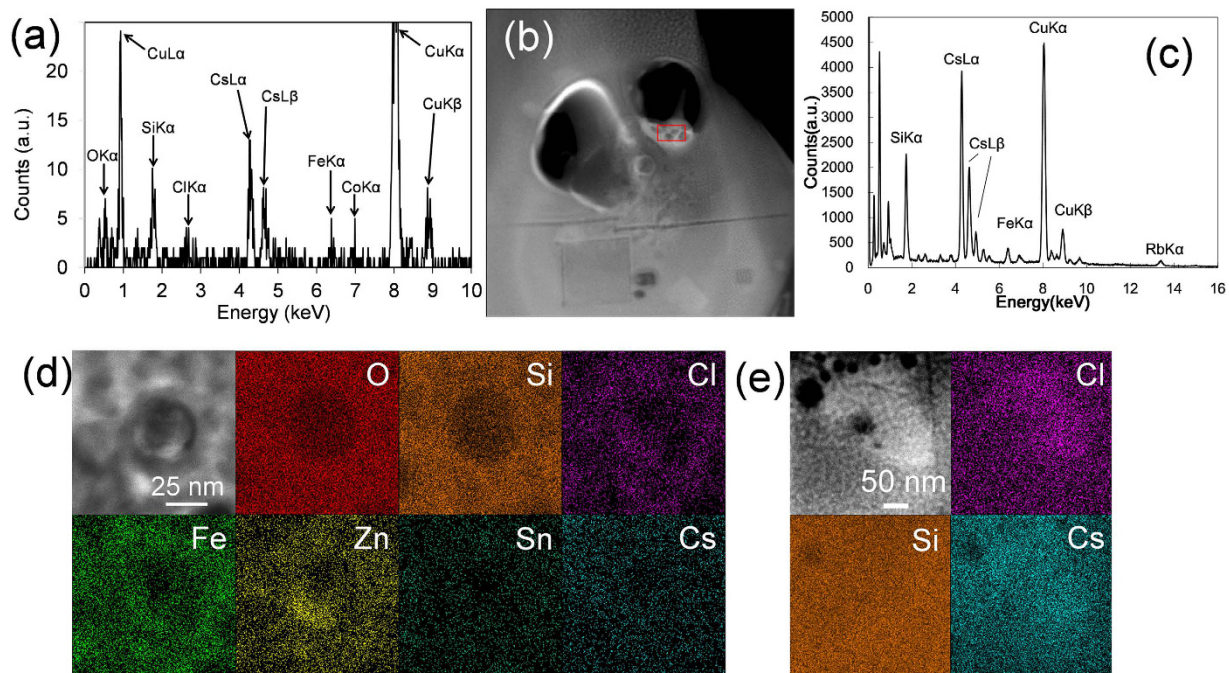 (a)
20
15
10
5
0
Counts (a.u.)
CuLα
OKα
SiKα
ClKα
CsLα
CsLβ
FeKα
CoKα
CuKα
CuKβ
0 1 2 3 4 5 6 7 8 9 10
Energy (keV)
(b)
(c)
5000
4500
4000
3500
3000
2500
2000
1500
1000
500
0
Counts(a.u.)
SiKα
CsLα
CsLβ
FeKα
CuKα
CuKβ
RbKα
0 2 4 6 8 10 12 14 16
Energy(keV)
(d)
25 nm
O
Si
Cl
Fe
Zn
Sn
Cs
(e)
50 nm
Cl
Si
Cs